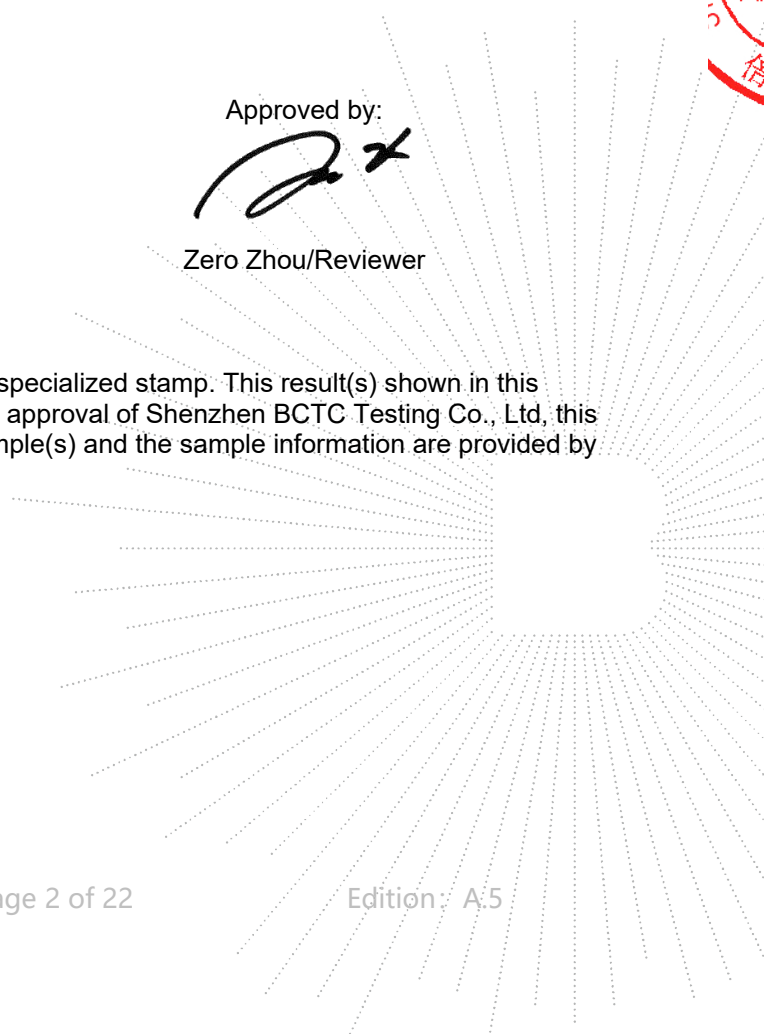 Approved by:
Zero Zhou/Reviewer
specialized stamp. This result(s) shown in this
approval of Shenzhen BCTC Testing Co., Ltd, this
mple(s) and the sample information are provided by
ge 2 of 22 Edition：A.5